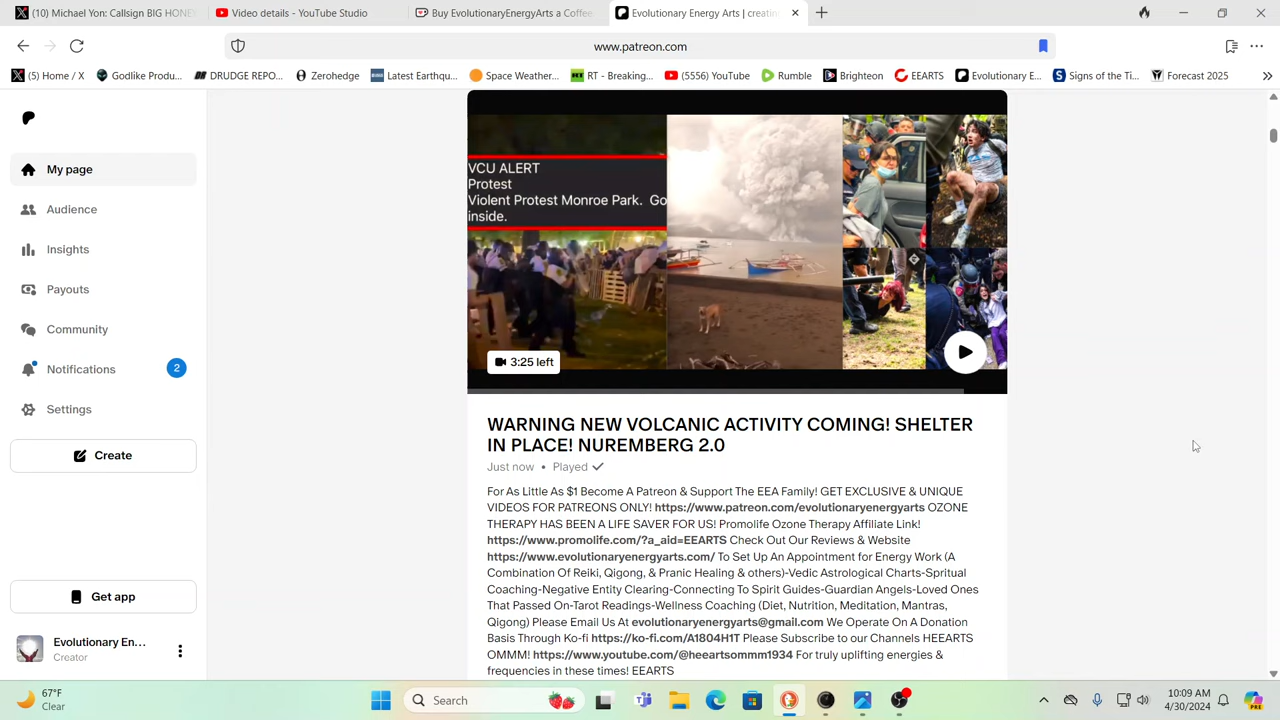 (10) Michael Yon: Callsign BIG HONEY
Video details - YouTube Studio
Buy EvolutionaryEnergyArts a Coffee
Evolutionary Energy Arts | creating
www.patreon.com
(5) Home / X
Godlike Produ...
DRUDGE REPO...
Zerohedge
Latest Earthqu...
Space Weather...
RT - Breaking...
(5556) YouTube
Rumble
Brighteon
EEARTS
Evolutionary E...
Signs of the Ti...
Forecast 2025
My page
Audience
Insights
Payouts
Community
Notifications
2
Settings
Create
Get app
Evolutionary En...
Creator
VCU ALERT
Protest
Violent Protest Monroe Park. Go
inside.
3:25 left
WARNING NEW VOLCANIC ACTIVITY COMING! SHELTER
IN PLACE! NUREMBERG 2.0
Just now • Played
For As Little As $1 Become A Patreon & Support The EEA Family! GET EXCLUSIVE & UNIQUE
VIDEOS FOR PATREONS ONLY! https://www.patreon.com/evolutionaryenergyarts OZONE
THERAPY HAS BEEN A LIFE SAVER FOR US! Promolife Ozone Therapy Affiliate Link!
https://www.promolife.com/?a_aid=EEARTS Check Out Our Reviews & Website
https://www.evolutionaryenergyarts.com/ To Set Up An Appointment for Energy Work (A
Combination Of Reiki, Qigong, & Pranic Healing & others)-Vedic Astrological Charts-Spritual
Coaching-Negative Entity Clearing-Connecting To Spirit Guides-Guardian Angels-Loved Ones
That Passed On-Tarot Readings-Wellness Coaching (Diet, Nutrition, Meditation, Mantras,
Qigong) Please Email Us At evolutionaryenergyarts@gmail.com We Operate On A Donation
Basis Through Ko-fi https://ko-fi.com/A1804H1T Please Subscribe to our Channels HEEARTS
OMMM! https://www.youtube.com/@heeartsommm1934 For truly uplifting energies &
frequencies in these times! EEARTS
67°F
Clear
Search
10:09 AM
4/30/2024